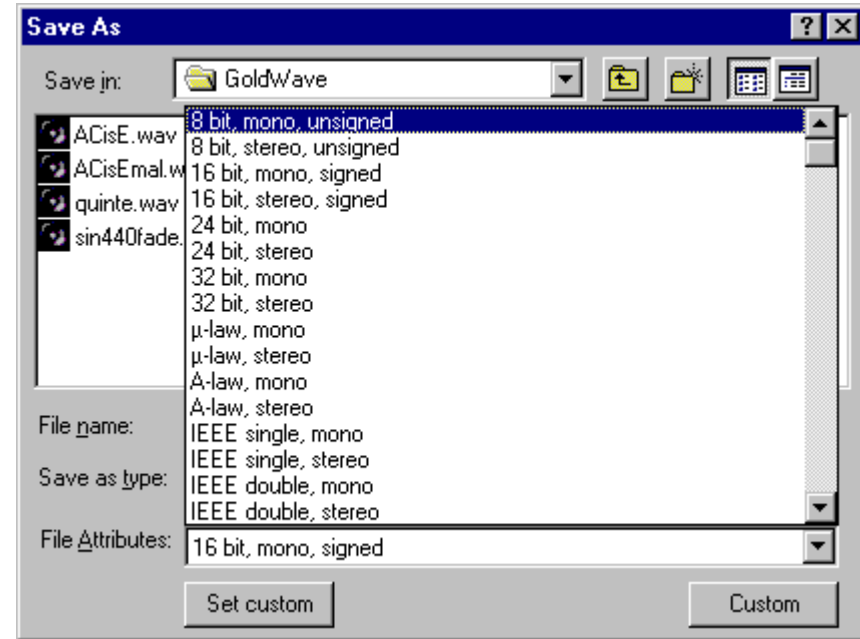 Save As
Save in: GoldWave
ACisE.wav
ACisEmal.w
quinte.wav
sin440fade.
8 bit, mono, unsigned
8 bit, stereo, unsigned
16 bit, mono, signed
16 bit, stereo, signed
24 bit, mono
24 bit, stereo
32 bit, mono
32 bit, stereo
µ-law, mono
µ-law, stereo
A-law, mono
A-law, stereo
IEEE single, mono
IEEE single, stereo
IEEE double, mono
IEEE double, stereo
File name:
Save as type:
File Attributes: 16 bit, mono, signed
Set custom
Custom